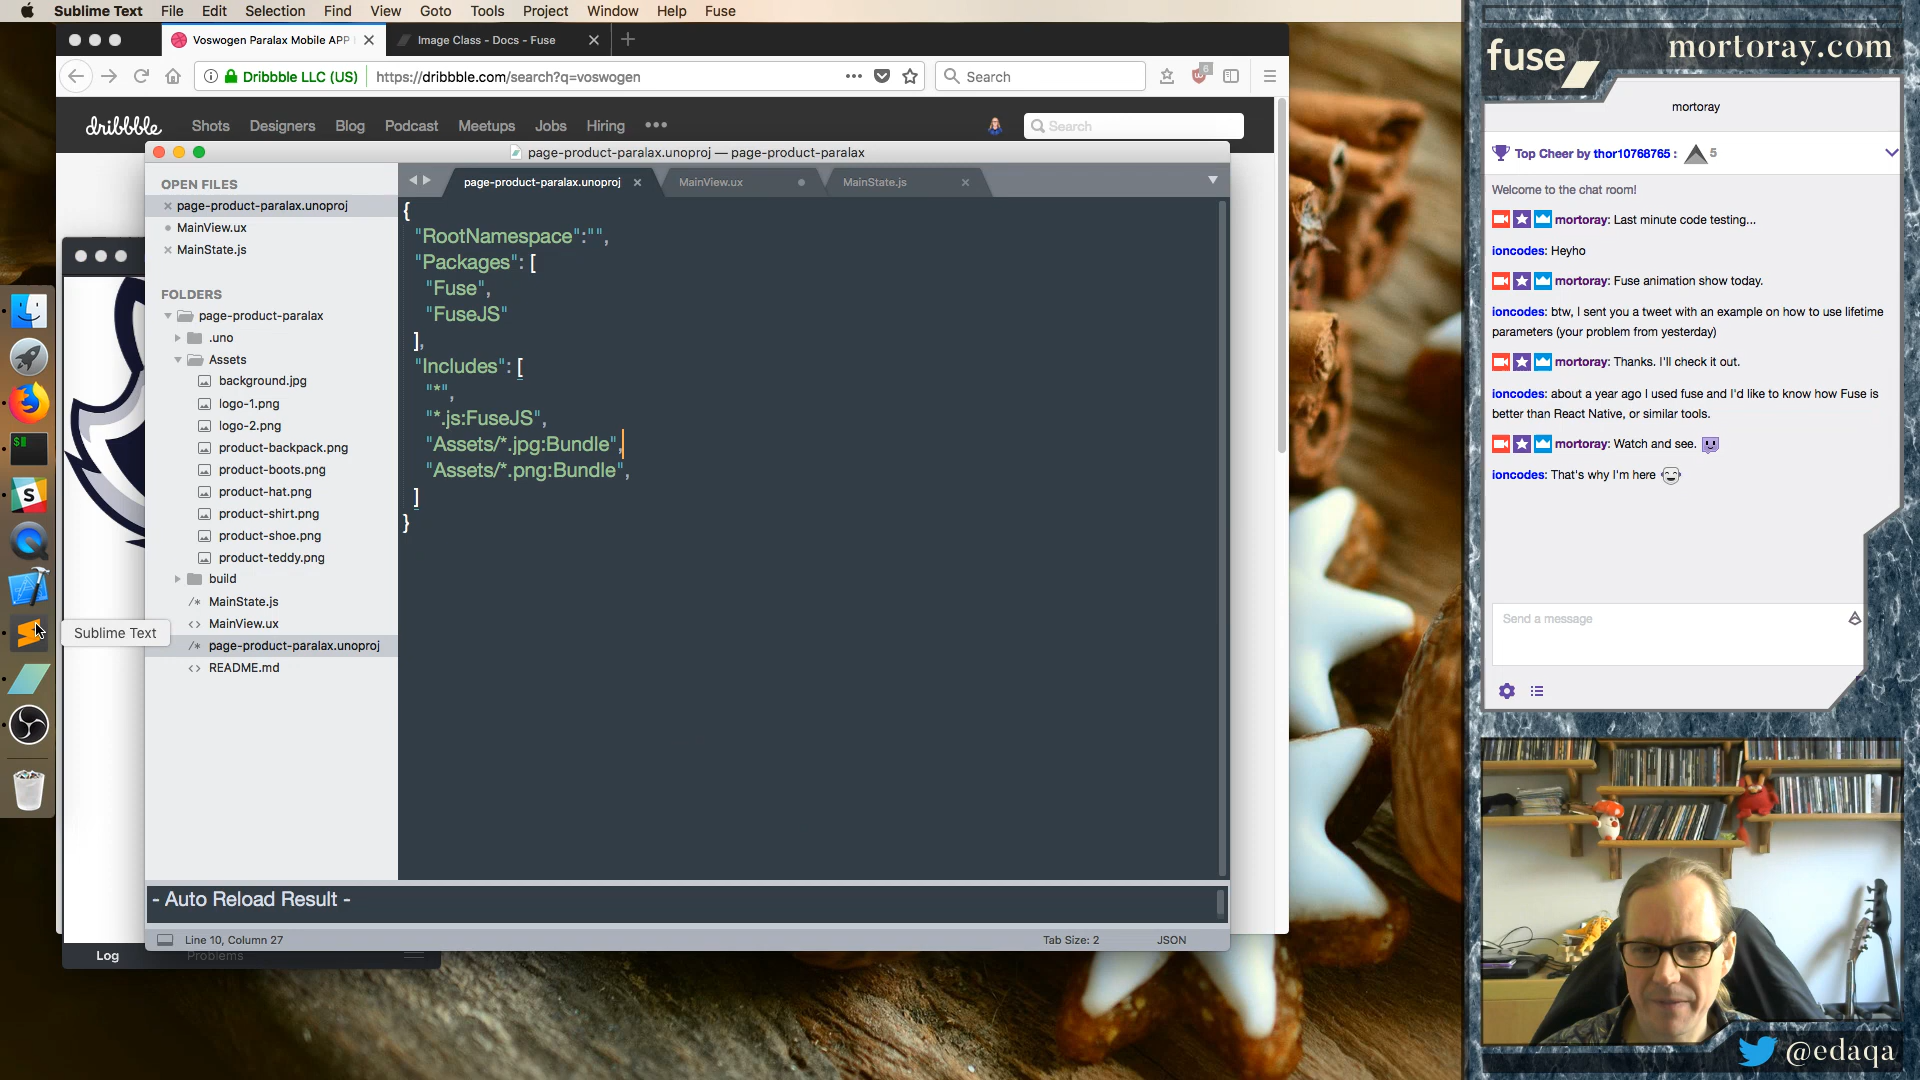 Sublime Text File Edit Selection Find View Goto Tools Project Window Help Fuse
Voswogen Paralax Mobile APP
Image Class - Docs - Fuse
Dribbble LLC (US)
https://dribbble.com/search?q=voswogen
Search
6
dribbble
Shots Designers Blog Podcast Meetups Jobs Hiring
Search
page-product-paralax.unoproj — page-product-paralax
OPEN FILES
page-product-paralax.unoproj
MainView.ux
MainState.js
FOLDERS
page-product-paralax
.uno
Assets
background.jpg
logo-1.png
logo-2.png
product-backpack.png
product-boots.png
product-hat.png
product-shirt.png
product-shoe.png
product-teddy.png
build
/* MainState.js
<> MainView.ux
/* page-product-paralax.unoproj
<> README.md
page-product-paralax.unoproj
MainView.ux
MainState.js
{
"RootNamespace":"",
"Packages": [
"Fuse",
"FuseJS"
],
"Includes": [
"*",
"*.js:FuseJS",
"Assets/*.jpg:Bundle",
"Assets/*.png:Bundle",
]
}
Sublime Text
- Auto Reload Result -
Line 10, Column 27
Tab Size: 2
JSON
Log
Problems
fuse
mortoray.com
mortoray
Top Cheer by thor10768765 : 5
Welcome to the chat room!
mortoray: Last minute code testing...
ioncodes: Heyho
mortoray: Fuse animation show today.
ioncodes: btw, I sent you a tweet with an example on how to use lifetime
parameters (your problem from yesterday)
mortoray: Thanks. I'll check it out.
ioncodes: about a year ago I used fuse and I'd like to know how Fuse is
better than React Native, or similar tools.
mortoray: Watch and see.
ioncodes: That's why I'm here
Send a message
@edaqa